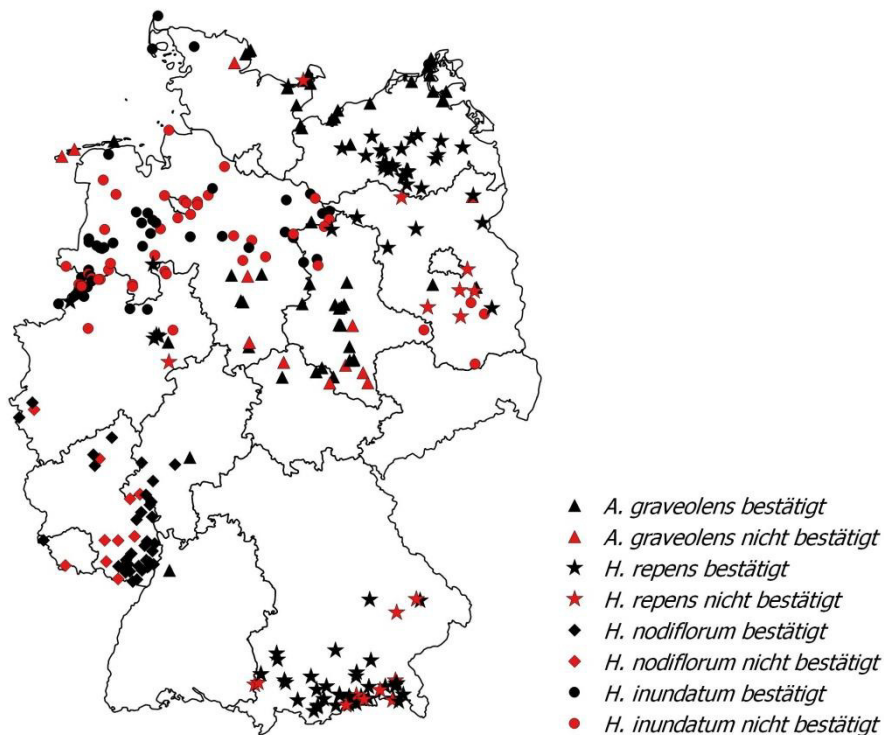 A. graveolens bestätigt
A. graveolens nicht bestätigt
H. repens bestätigt
H. repens nicht bestätigt
H. nodiflorum bestätigt
H. nodiflorum nicht bestätigt
H. inundatum bestätigt
H. inundatum nicht bestätigt